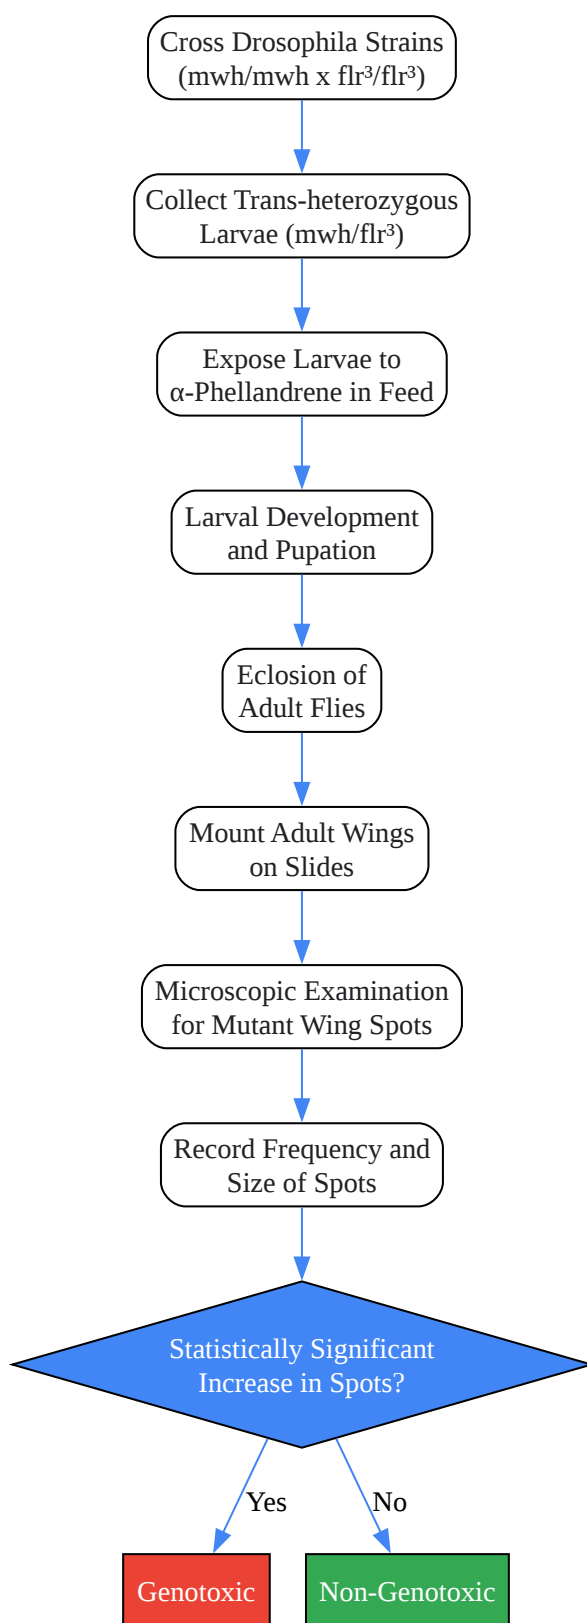 Cross Drosophila Strains
(mwh/mwh x flr³/flr³)
Collect Trans-heterozygous
Larvae (mwh/flr³)
Expose Larvae to
α-Phellandrene in Feed
Larval Development
and Pupation
Eclosion of
Adult Flies
Mount Adult Wings
on Slides
Microscopic Examination
for Mutant Wing Spots
Record Frequency and
Size of Spots
Statistically Significant
Increase in Spots?
Yes
No
Genotoxic
Non-Genotoxic